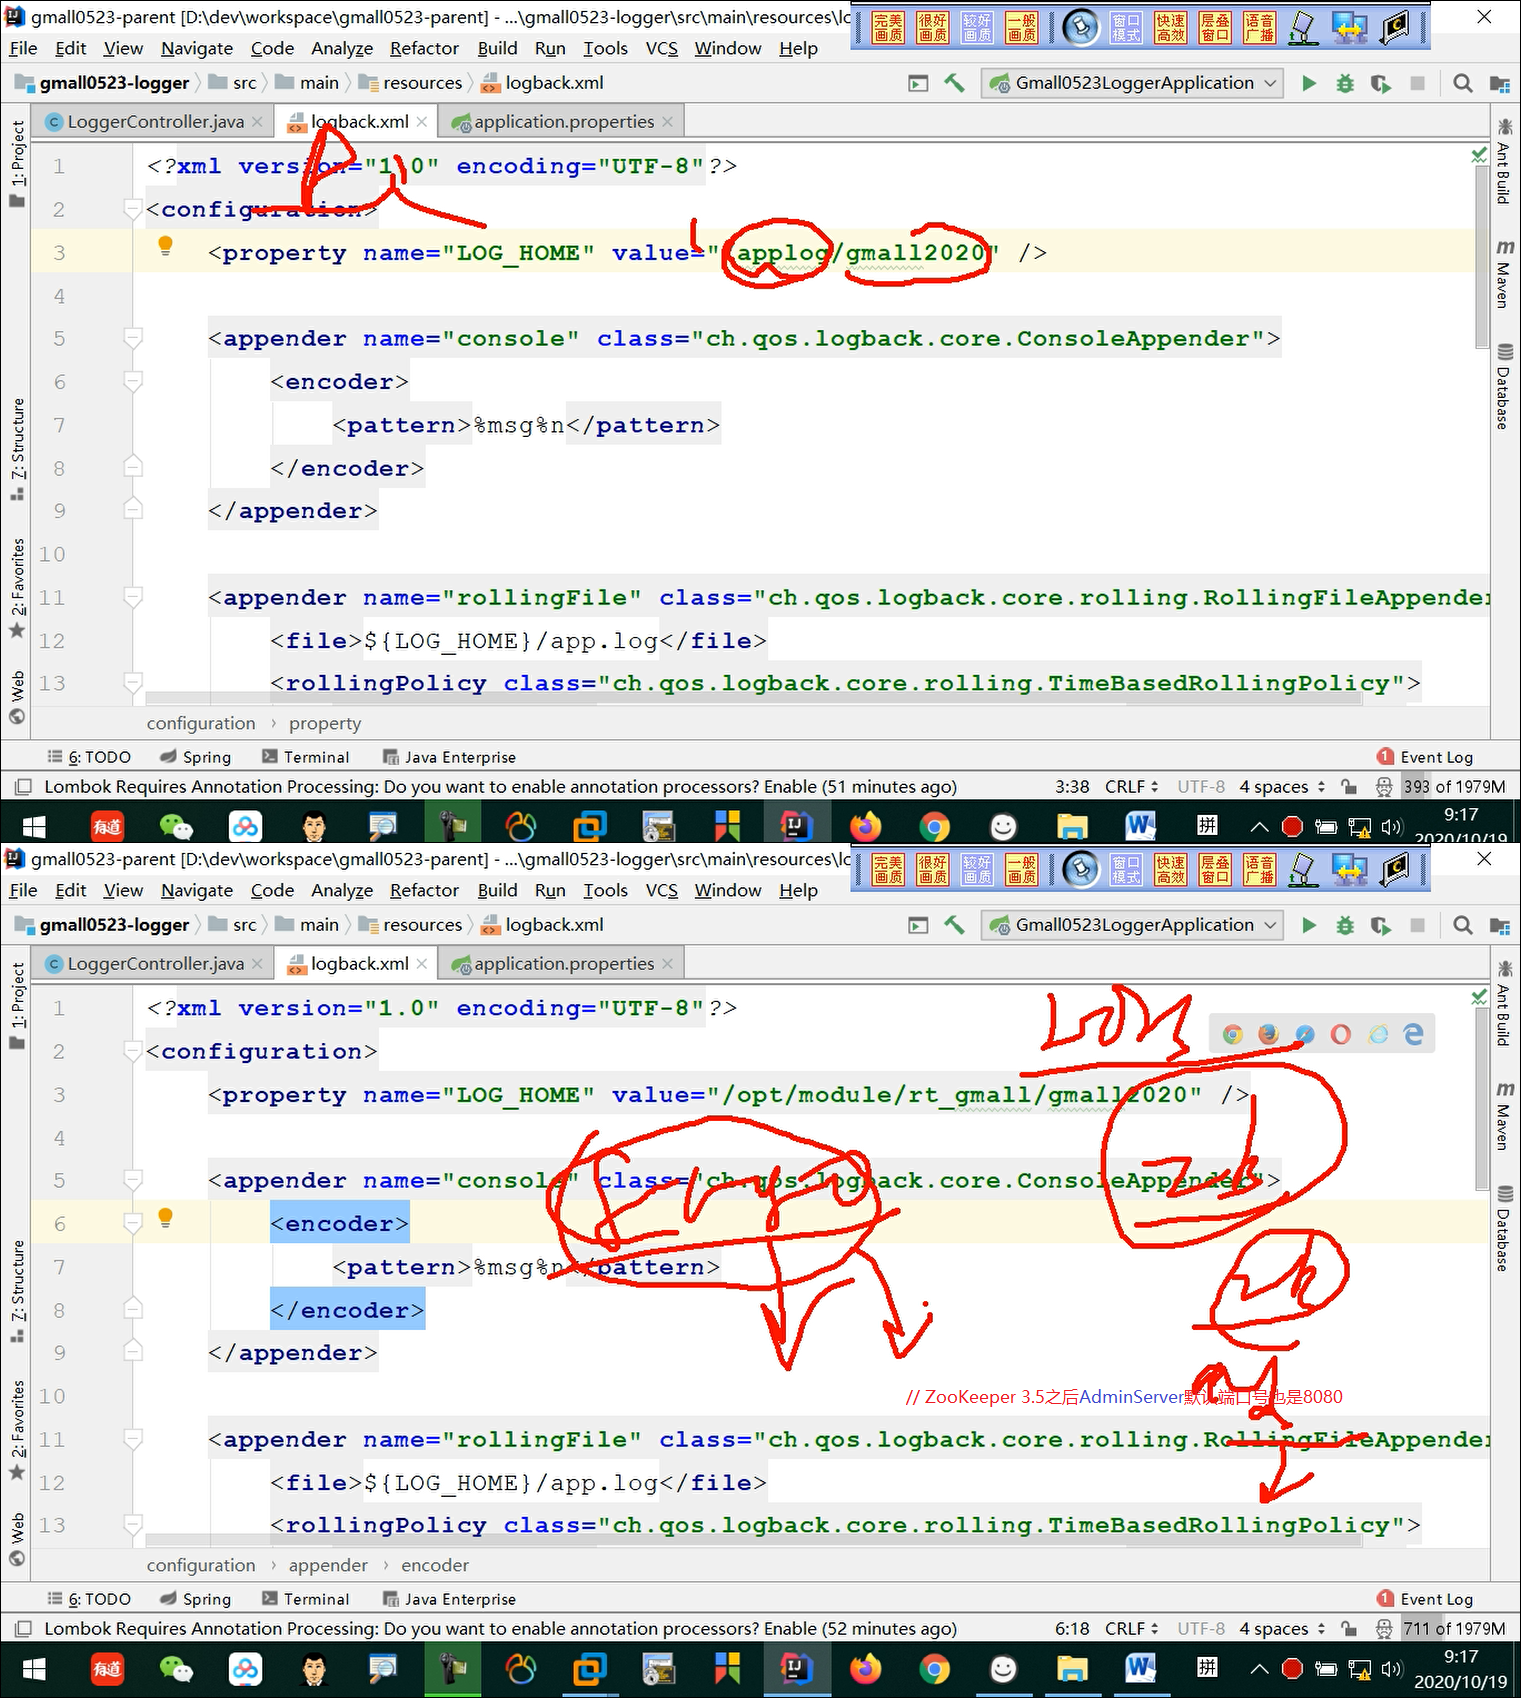 gmall0523-parent [D:\dev\workspace\gmall0523-parent] - ...\gmall0523-logger\src\main\resources\lo
完美画质 很好画质 较好画质 一般画质 窗口模式 快速高效 层叠窗口 语音广播
File Edit View Navigate Code Analyze Refactor Build Run Tools VCS Window Help
gmall0523-logger src main resources logback.xml Gmall0523LoggerApplication
LoggerController.java logback.xml application.properties
1: Project
Z: Structure
2: Favorites
Web
Ant Build
Maven
Database
1 <?xml version="1.0" encoding="UTF-8"?>
2 <configuration>
3 <property name="LOG_HOME" value="/applog/gmall2020" />
4
5 <appender name="console" class="ch.qos.logback.core.ConsoleAppender">
6 <encoder>
7 <pattern>%msg%n</pattern>
8 </encoder>
9 </appender>
10
11 <appender name="rollingFile" class="ch.qos.logback.core.rolling.RollingFileAppender
12 <file>${LOG_HOME}/app.log</file>
13 <rollingPolicy class="ch.qos.logback.core.rolling.TimeBasedRollingPolicy">
configuration › property
6: TODO Spring Terminal Java Enterprise 1 Event Log
Lombok Requires Annotation Processing: Do you want to enable annotation processors? Enable (51 minutes ago) 3:38 CRLF UTF-8 4 spaces 393 of 1979M
有道 拼 9:17
2020/10/19
gmall0523-parent [D:\dev\workspace\gmall0523-parent] - ...\gmall0523-logger\src\main\resources\lo
完美画质 很好画质 较好画质 一般画质 窗口模式 快速高效 层叠窗口 语音广播
File Edit View Navigate Code Analyze Refactor Build Run Tools VCS Window Help
gmall0523-logger src main resources logback.xml Gmall0523LoggerApplication
LoggerController.java logback.xml application.properties
1: Project
Z: Structure
2: Favorites
Web
Ant Build
Maven
Database
1 <?xml version="1.0" encoding="UTF-8"?>
2 <configuration>
3 <property name="LOG_HOME" value="/opt/module/rt_gmall/gmall2020" />
4
5 <appender name="console" class="ch.qos.logback.core.ConsoleAppender">
6 <encoder>
7 <pattern>%msg%n</pattern>
8 </encoder>
9 </appender>
10
// ZooKeeper 3.5之后AdminServer默认端口号也是8080
11 <appender name="rollingFile" class="ch.qos.logback.core.rolling.RollingFileAppender
12 <file>${LOG_HOME}/app.log</file>
13 <rollingPolicy class="ch.qos.logback.core.rolling.TimeBasedRollingPolicy">
configuration › appender › encoder
6: TODO Spring Terminal Java Enterprise 1 Event Log
Lombok Requires Annotation Processing: Do you want to enable annotation processors? Enable (52 minutes ago) 6:18 CRLF UTF-8 4 spaces 711 of 1979M
有道 拼 9:17
2020/10/19